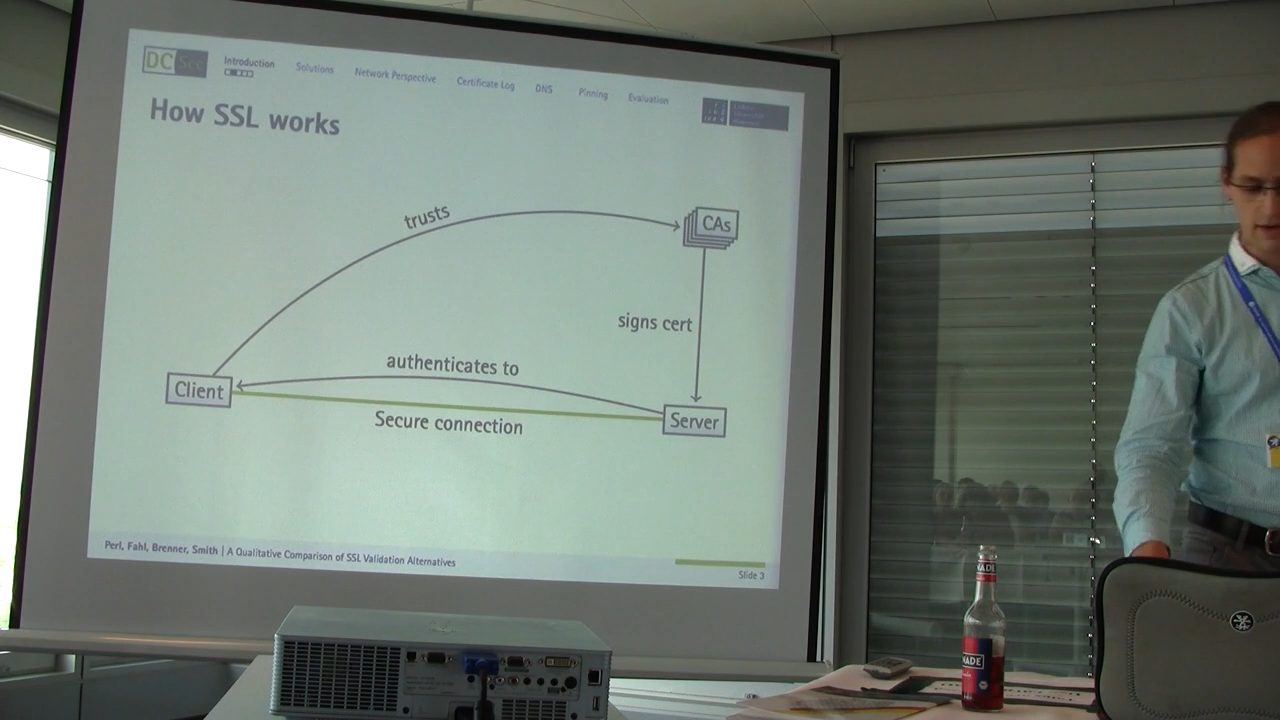 DC Sec
Introduction Solutions Network Perspective Certificate Log DNS Pinning Evaluation
How SSL works
trusts
CAs
signs cert
authenticates to
Client
Secure connection
Server
Perl, Fahl, Brenner, Smith | A Qualitative Comparison of SSL Validation Alternatives
Slide 3